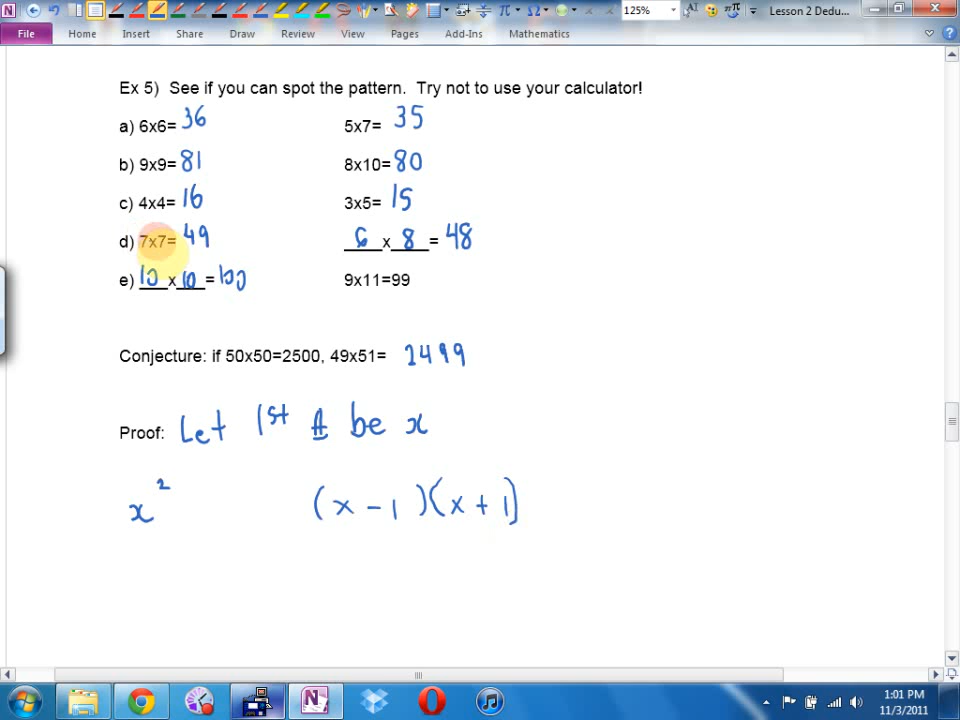 125% Lesson 2 Dedu...
File Home Insert Share Draw Review View Pages Add-Ins Mathematics
Ex 5) See if you can spot the pattern. Try not to use your calculator!
a) 6x6= 36 5x7= 35
b) 9x9= 81 8x10= 80
c) 4x4= 16 3x5= 15
d) 7x7= 49 6 x 8 = 48
e) 10 x 10 = 100 9x11=99
Conjecture: if 50x50=2500, 49x51= 2499
Proof: Let 1st # be x
x² (x - 1)(x + 1)
1:01 PM
11/3/2011